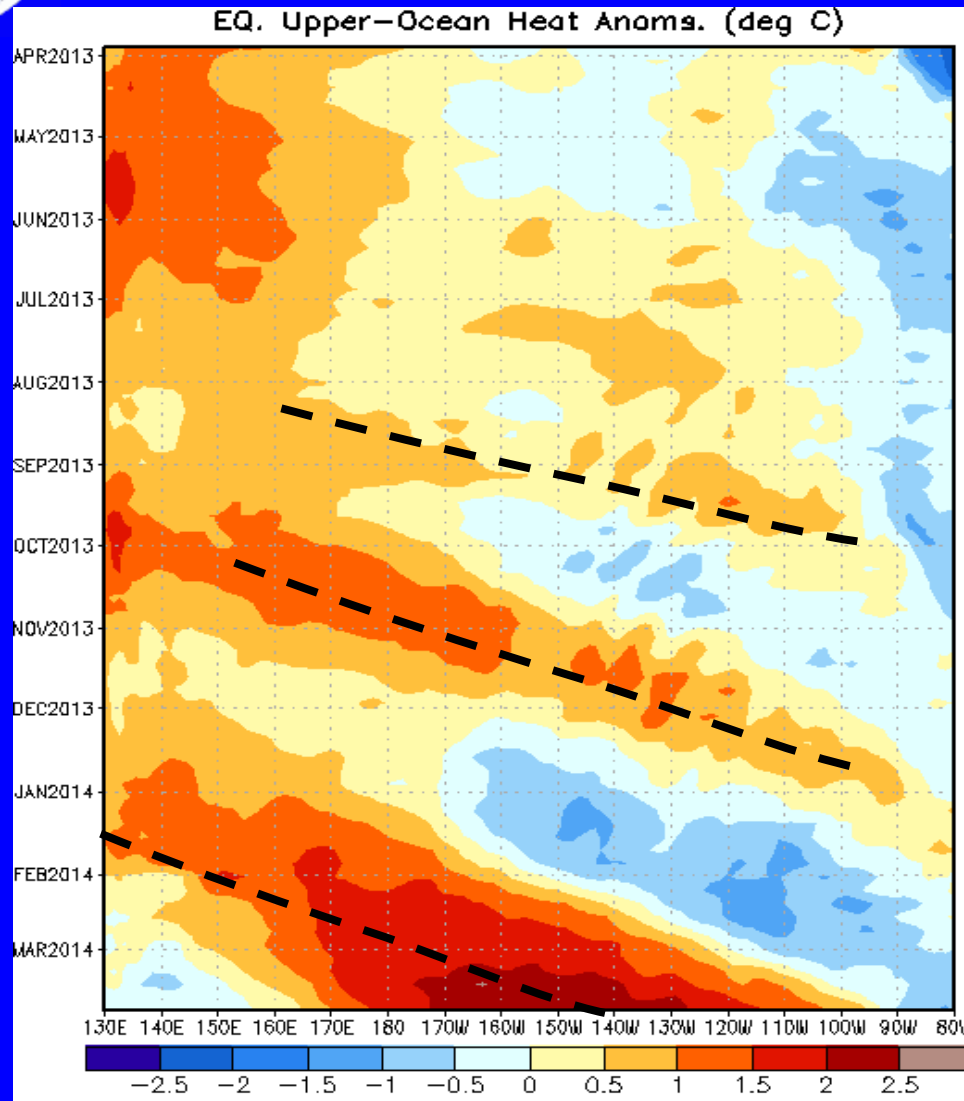 EQ. Upper-Ocean Heat Anoms. (deg C)
APR2013
MAY2013
JUN2013
JUL2013
AUG2013
SEP2013
OCT2013
NOV2013
DEC2013
JAN2014
FEB2014
MAR2014
130E 140E 150E 160E 170E 180 170W 160W 150W 140W 130W 120W 110W 100W 90W 80W
-2.5 -2 -1.5 -1 -0.5 0 0.5 1 1.5 2 2.5